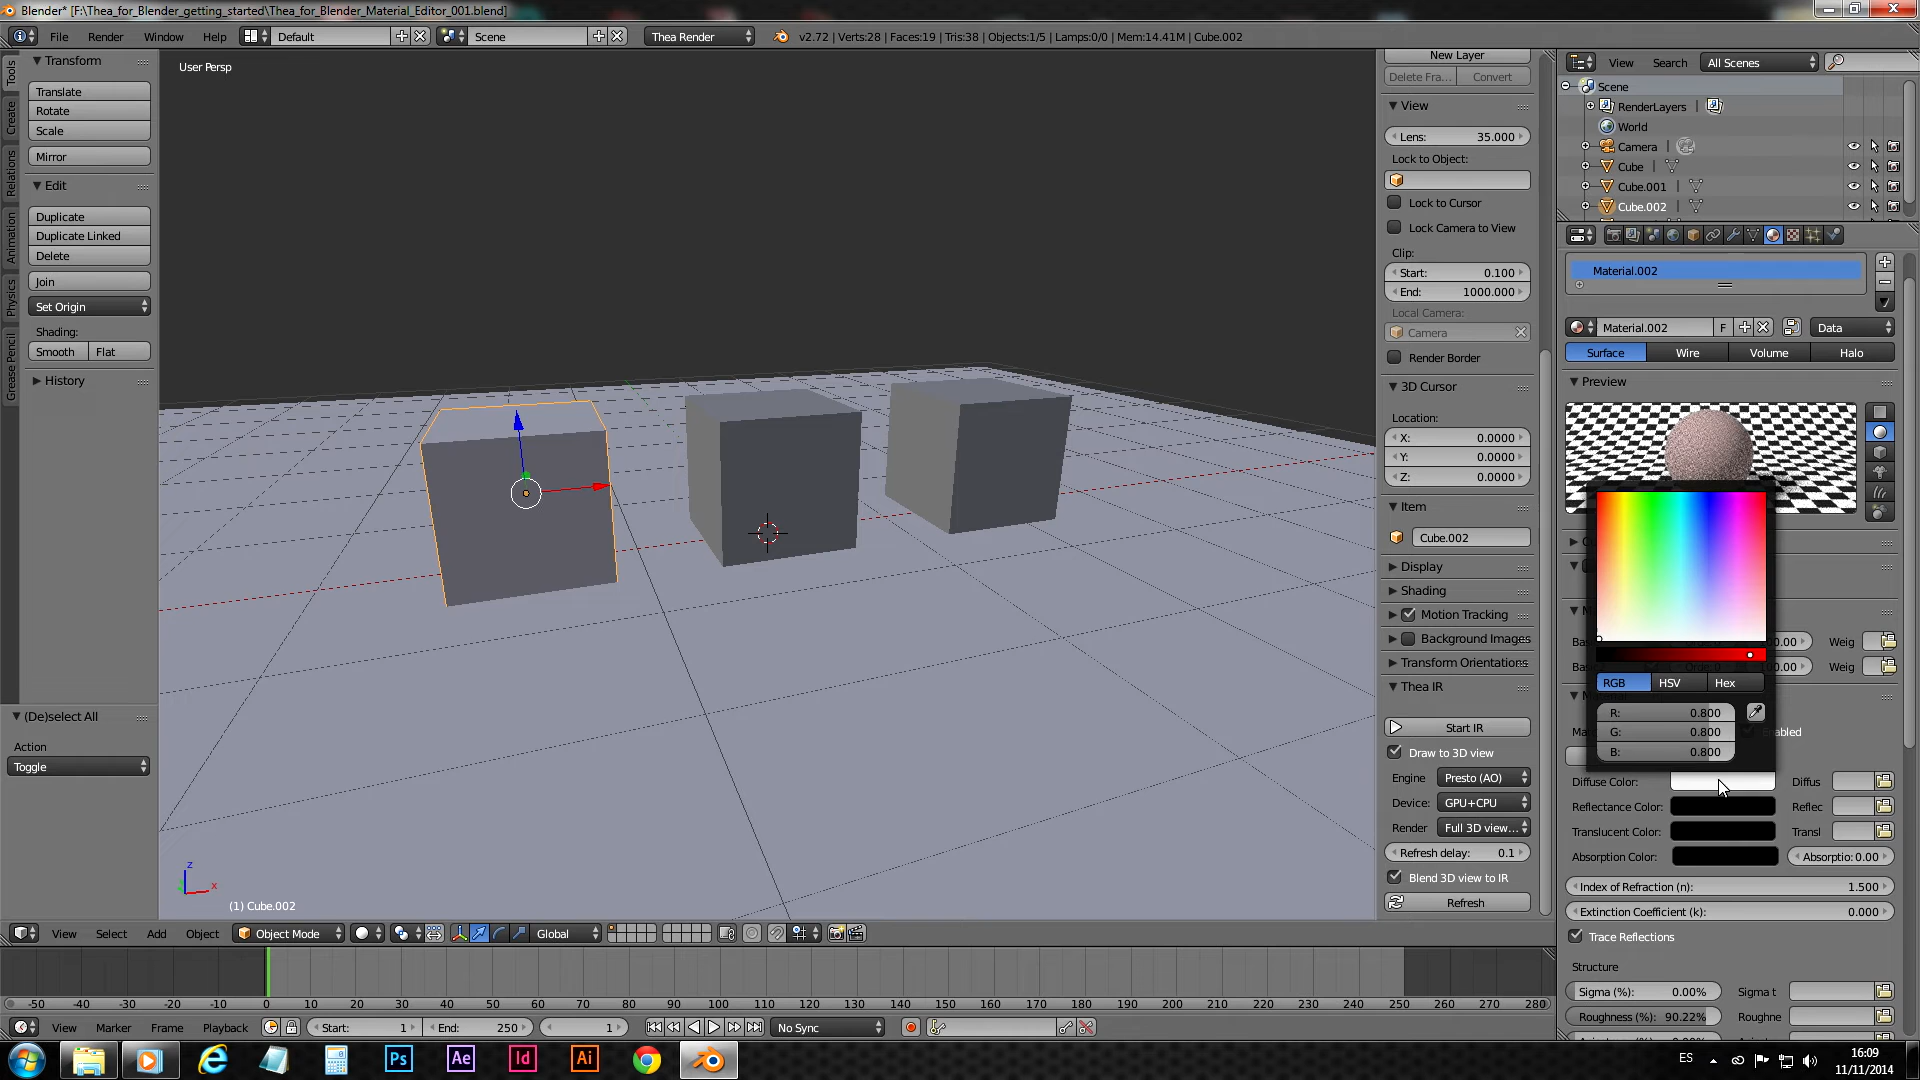 Blender* [F:\Thea_for_Blender_getting_started\Thea_for_Blender_Material_Editor_001.blend]
File Render Window Help Default Scene Thea Render v2.72 | Verts:28 | Faces:19 | Tris:38 | Objects:1/5 | Lamps:0/0 | Mem:14.41M | Cube.002
Tools
Create
Relations
Animation
Physics
Grease Pencil
Transform
Translate
Rotate
Scale
Mirror
Edit
Duplicate
Duplicate Linked
Delete
Join
Set Origin
Shading:
Smooth Flat
History
(De)select All
Action
Toggle
User Persp
z
x
(1) Cube.002
New Layer
Delete Fra... Convert
View
Lens: 35.000
Lock to Object:
Lock to Cursor
Lock Camera to View
Clip:
Start: 0.100
End: 1000.000
Local Camera:
Camera
Render Border
3D Cursor
Location:
X: 0.0000
Y: 0.0000
Z: 0.0000
Item
Cube.002
Display
Shading
Motion Tracking
Background Images
Transform Orientations
Thea IR
Start IR
Draw to 3D view
Engine Presto (AO)
Device: GPU+CPU
Render Full 3D view...
Refresh delay: 0.1
Blend 3D view to IR
Refresh
View Search All Scenes
Scene
RenderLayers |
World
Camera |
Cube |
Cube.001 |
Cube.002 |
Material.002
Material.002 F Data
Surface Wire Volume Halo
Preview
100.00 Weig
100.00 Weig
RGB HSV Hex
R: 0.800
G: 0.800
B: 0.800
Enabled
Diffuse Color: Diffus
Reflectance Color: Reflec
Translucent Color: Transl
Absorption Color: Absorptio: 0.00
Index of Refraction (n): 1.500
Extinction Coefficient (k): 0.000
Trace Reflections
Structure
Sigma (%): 0.00% Sigma t
Roughness (%): 90.22% Roughne
View Select Add Object Object Mode Global
-50 -40 -30 -20 -10 0 10 20 30 40 50 60 70 80 90 100 110 120 130 140 150 160 170 180 190 200 210 220 230 240 250 260 270 280
View Marker Frame Playback Start: 1 End: 250 1 No Sync
Ps Ae Id Ai
ES
16:09
11/11/2014